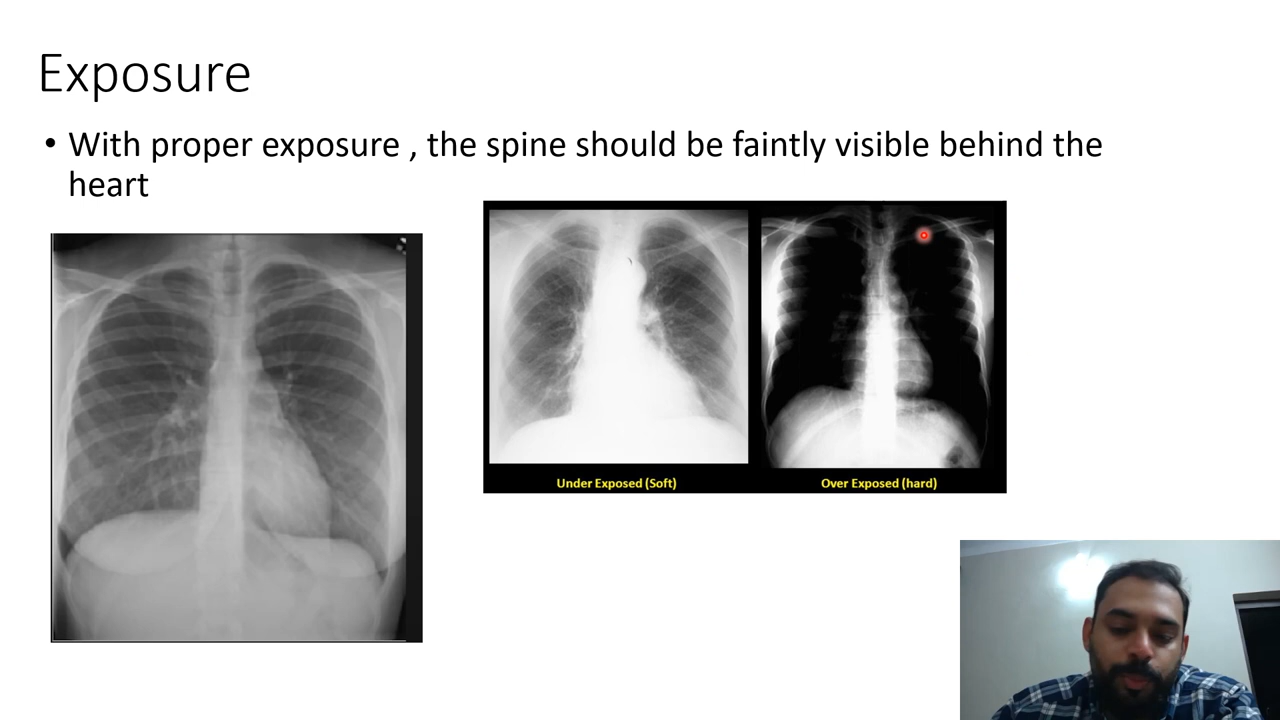 Exposure
• With proper exposure , the spine should be faintly visible behind the
heart
Under Exposed (Soft)
Over Exposed (hard)